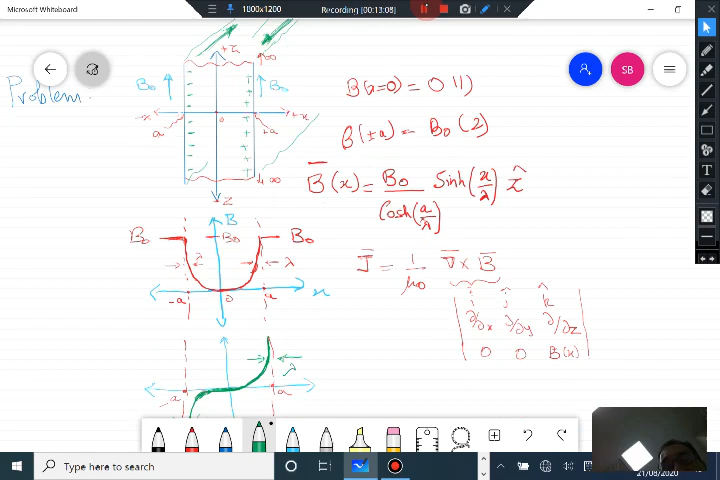 Microsoft Whiteboard
1000x1200
Recording [00:13:08]
SB
Problem.
+z
↑∞
B₀
B₀
-x
a
0
+a
+x
↓∞
z
B(x=0) = 0 (1)
B(±a) = B₀ (2)
B̅(x) = B₀ / Cosh(a/λ) Sinh(x/λ) ẑ
B
B₀
B₀
B₀
λ
λ
-a
0
a
x
J̅ = 1/μ₀ ∇̅ × B̅
î ĵ k̂
∂/∂x ∂/∂y ∂/∂z
0 0 B(x)
λ
-a
a
Type here to search
21/08/2020